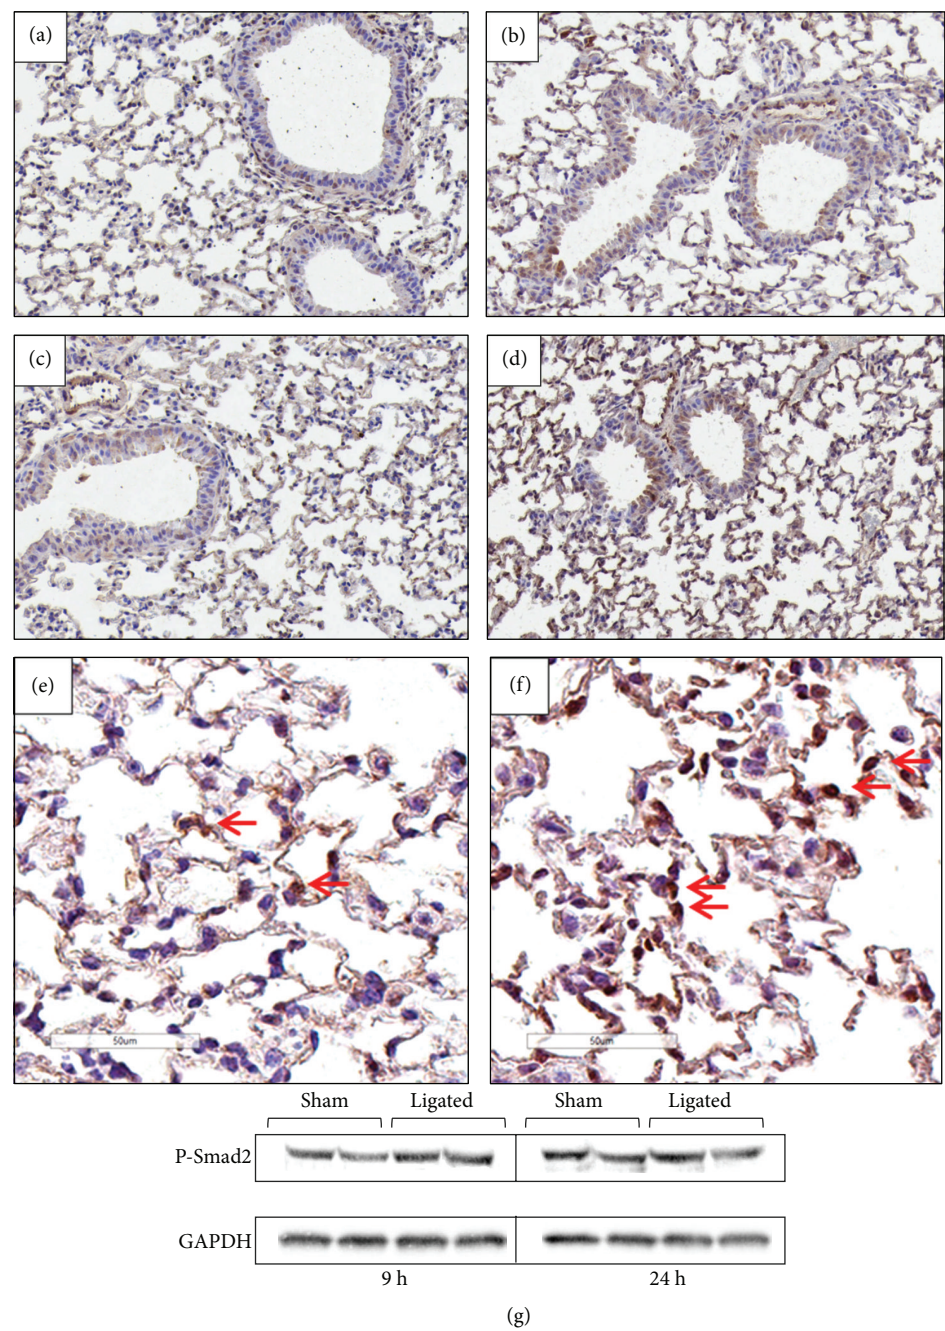 (a)
(b)
(c)
(d)
(e)
(f)
50um
50um
Sham Ligated Sham Ligated
P-Smad2
GAPDH
9 h 24 h
(g)